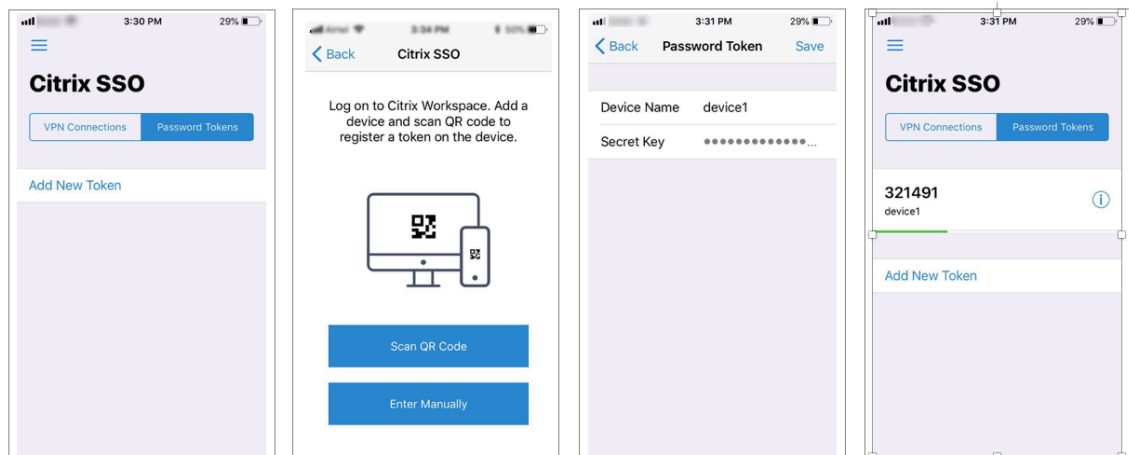 3:30 PM
29%
Citrix SSO
VPN Connections
Password Tokens
Add New Token
3:34 PM
50%
Back
Citrix SSO
Log on to Citrix Workspace. Add a
device and scan QR code to
register a token on the device.
Scan QR Code
Enter Manually
3:31 PM
29%
Back
Password Token
Save
Device Name
device1
Secret Key
●●●●●●●●●●●●●●...
3:31 PM
29%
Citrix SSO
VPN Connections
Password Tokens
321491
device1
Add New Token